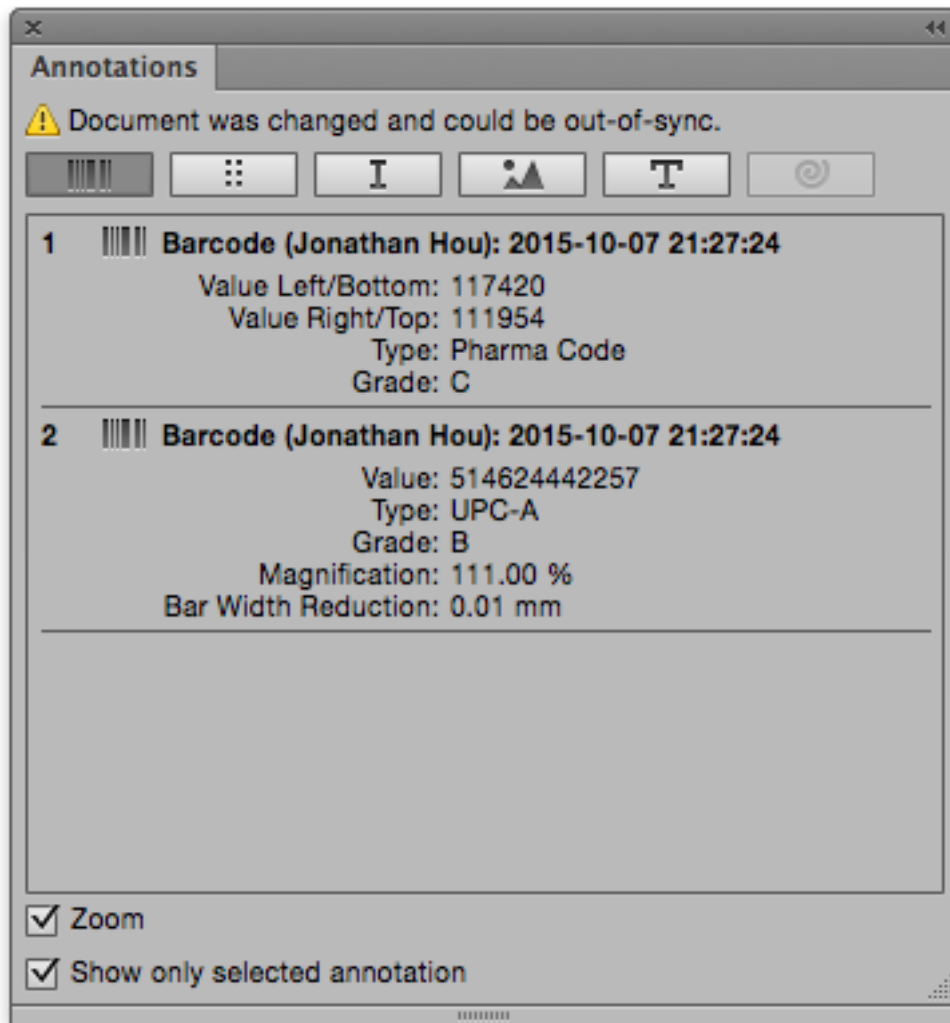 Annotations
Document was changed and could be out-of-sync.
1 Barcode (Jonathan Hou): 2015-10-07 21:27:24
Value Left/Bottom: 117420
Value Right/Top: 111954
Type: Pharma Code
Grade: C
2 Barcode (Jonathan Hou): 2015-10-07 21:27:24
Value: 514624442257
Type: UPC-A
Grade: B
Magnification: 111.00 %
Bar Width Reduction: 0.01 mm
Zoom
Show only selected annotation